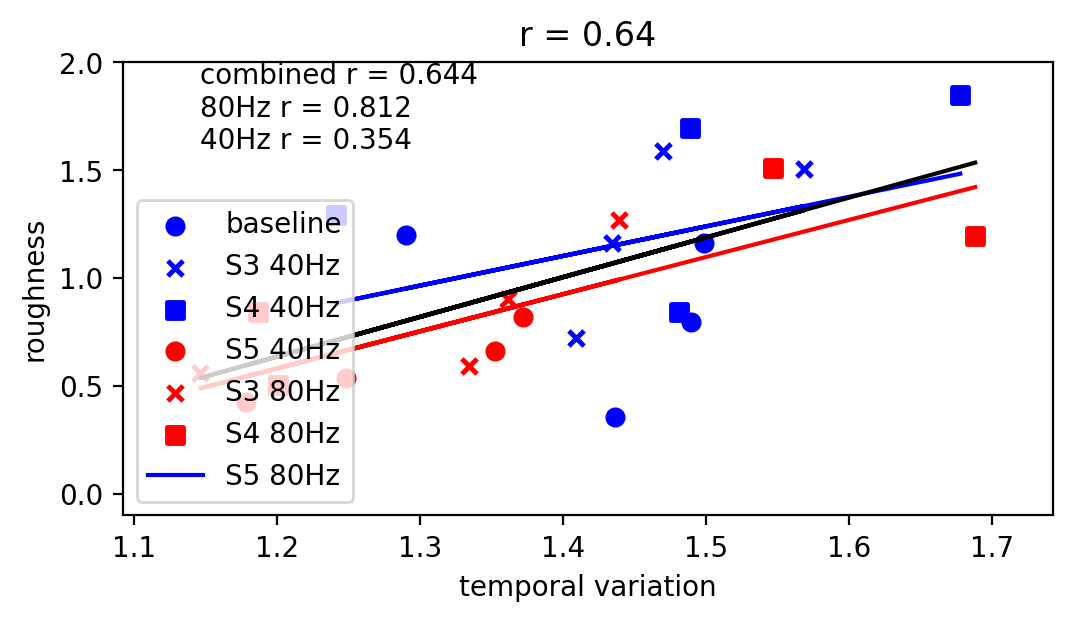 r = 0.64
combined r = 0.644
80Hz r = 0.812
40Hz r = 0.354
2.0
1.5
1.0
0.5
0.0
roughness
baseline
S3 40Hz
S4 40Hz
S5 40Hz
S3 80Hz
S4 80Hz
S5 80Hz
1.1 1.2 1.3 1.4 1.5 1.6 1.7
temporal variation